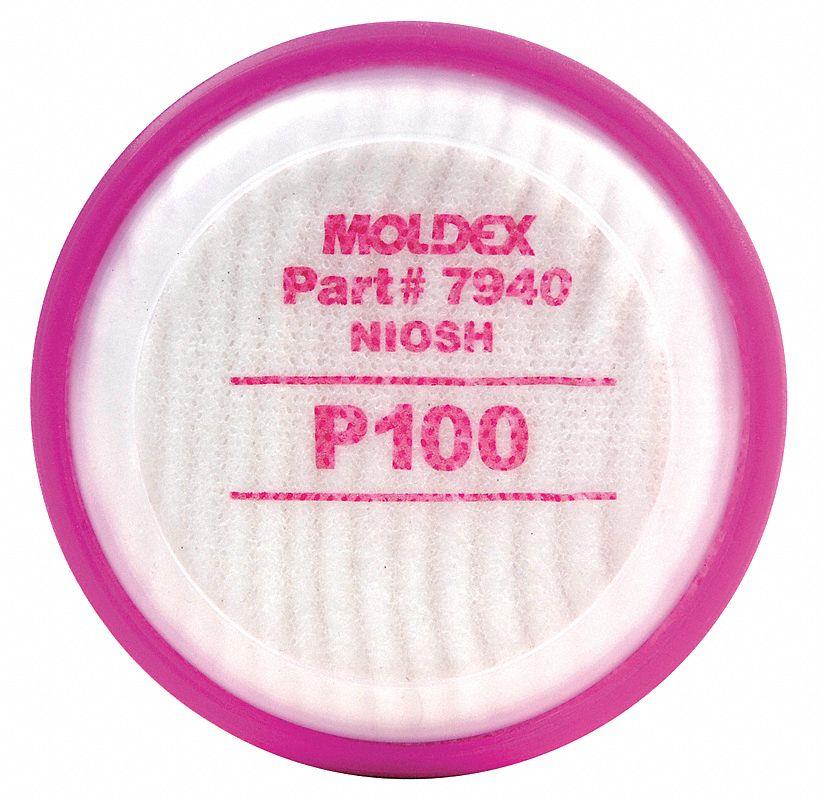 MOLDEX
Part# 7940
NIOSH
P100